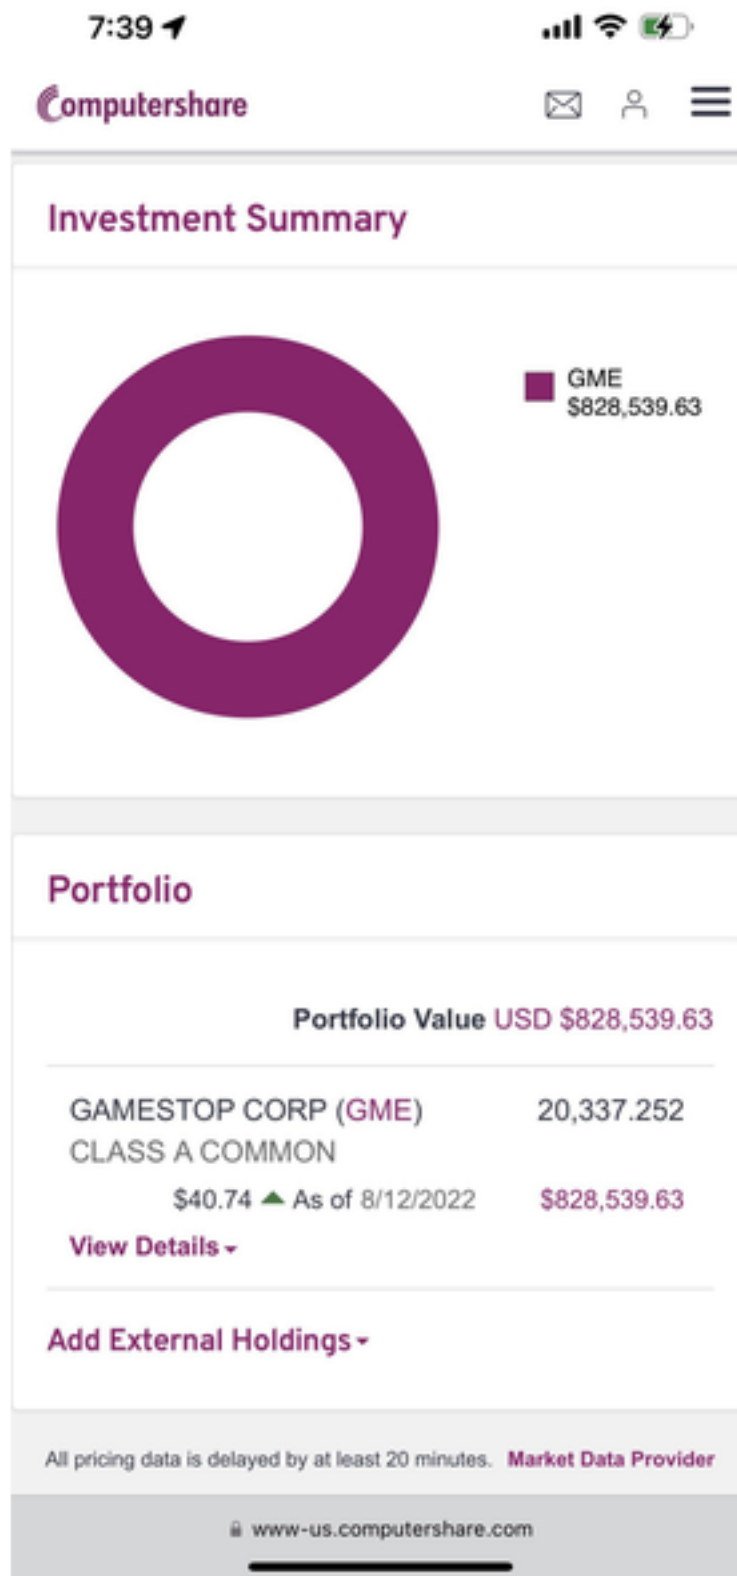 7:39
Computershare
Investment Summary
GME
$828,539.63
Portfolio
Portfolio Value USD $828,539.63
GAMESTOP CORP (GME) 20,337.252
CLASS A COMMON
$40.74 ▲ As of 8/12/2022 $828,539.63
View Details
Add External Holdings
All pricing data is delayed by at least 20 minutes. Market Data Provider
www-us.computershare.com